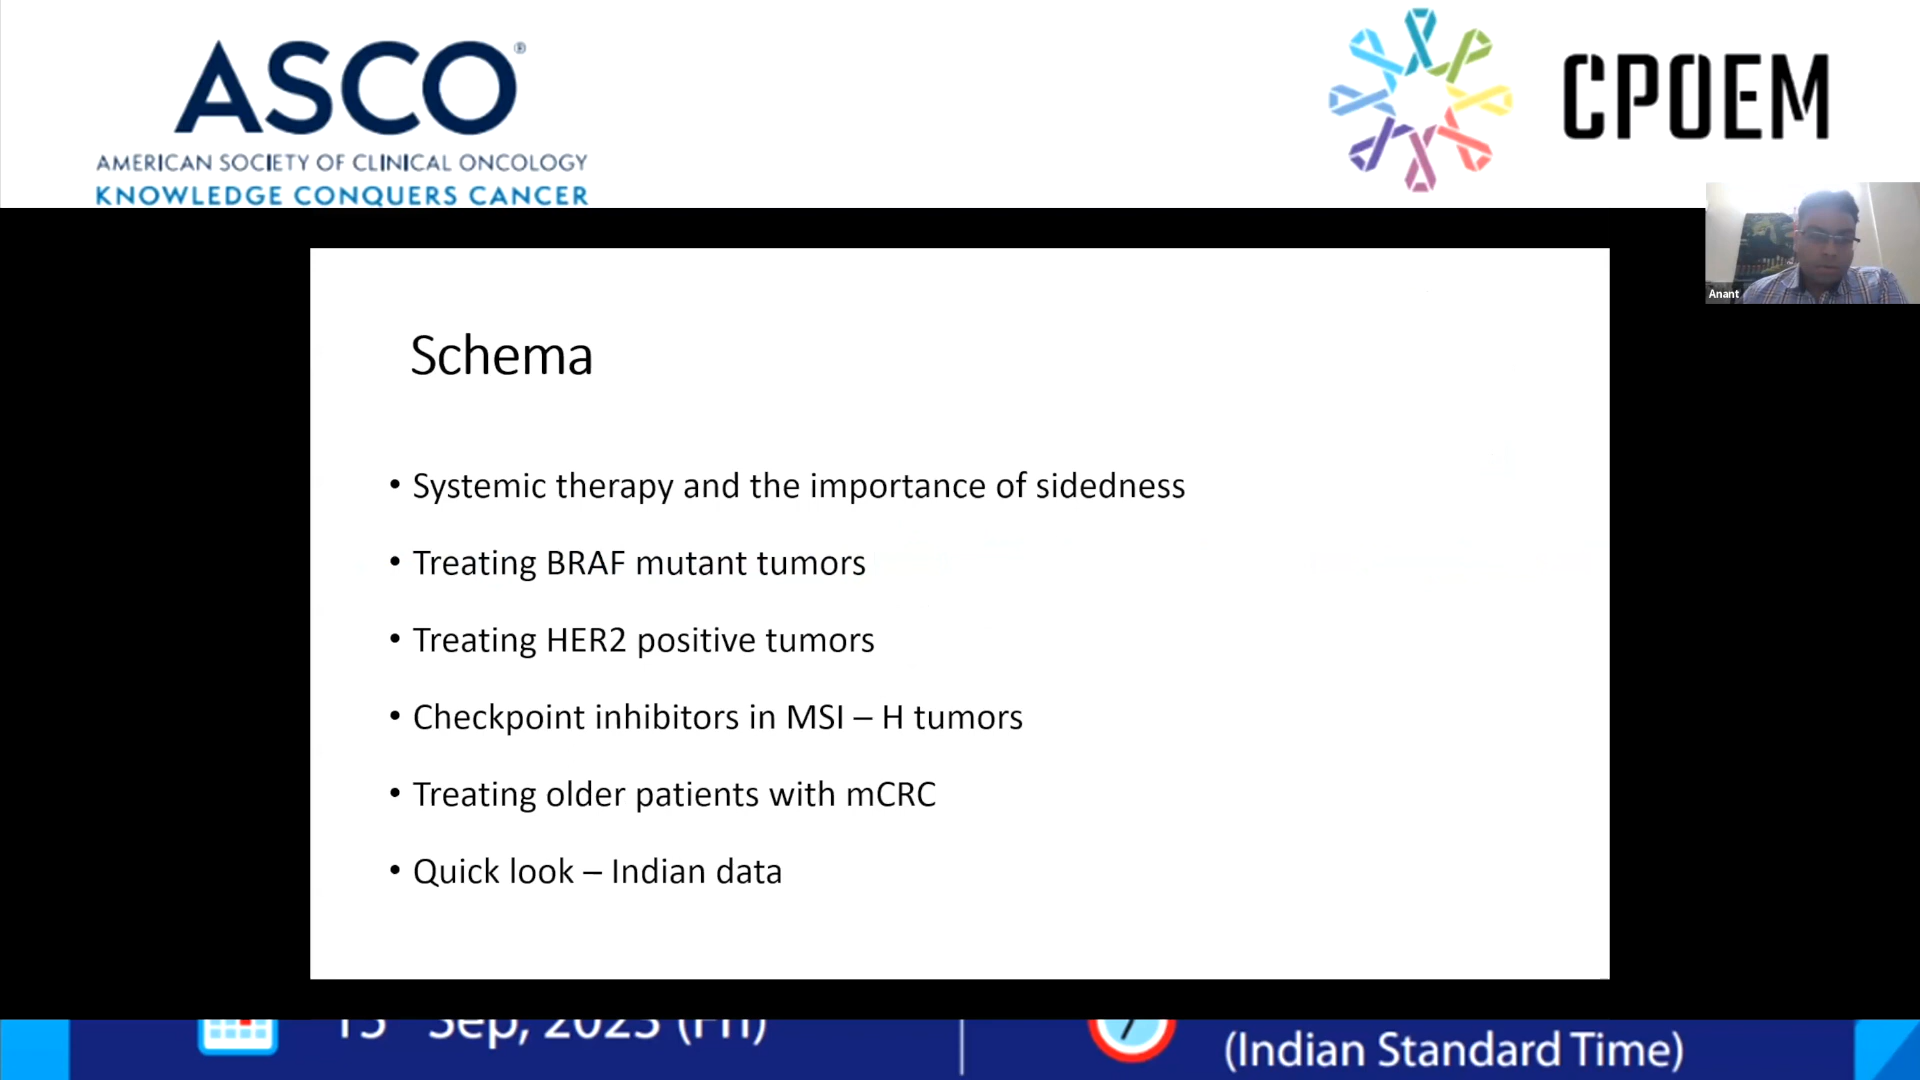 ASCO®
AMERICAN SOCIETY OF CLINICAL ONCOLOGY
KNOWLEDGE CONQUERS CANCER
CPOEM
Anant
Schema
• Systemic therapy and the importance of sidedness
• Treating BRAF mutant tumors
• Treating HER2 positive tumors
• Checkpoint inhibitors in MSI – H tumors
• Treating older patients with mCRC
• Quick look – Indian data
Sep, 2023 (Fri)
(Indian Standard Time)